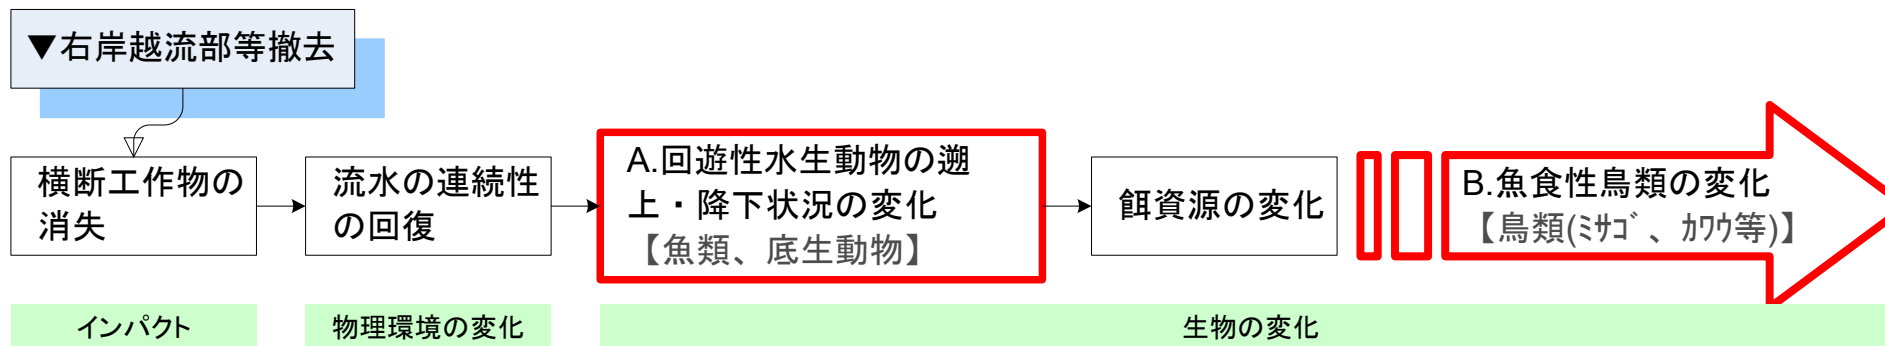 ▼右岸越流部等撤去
横断工作物の
消失
流水の連続性
の回復
A.回遊性水生動物の遡
上・降下状況の変化
【魚類、底生動物】
餌資源の変化
B.魚食性鳥類の変化
【鳥類(ﾐｻｺﾞ、ｶﾜｳ等)】
インパクト
物理環境の変化
生物の変化